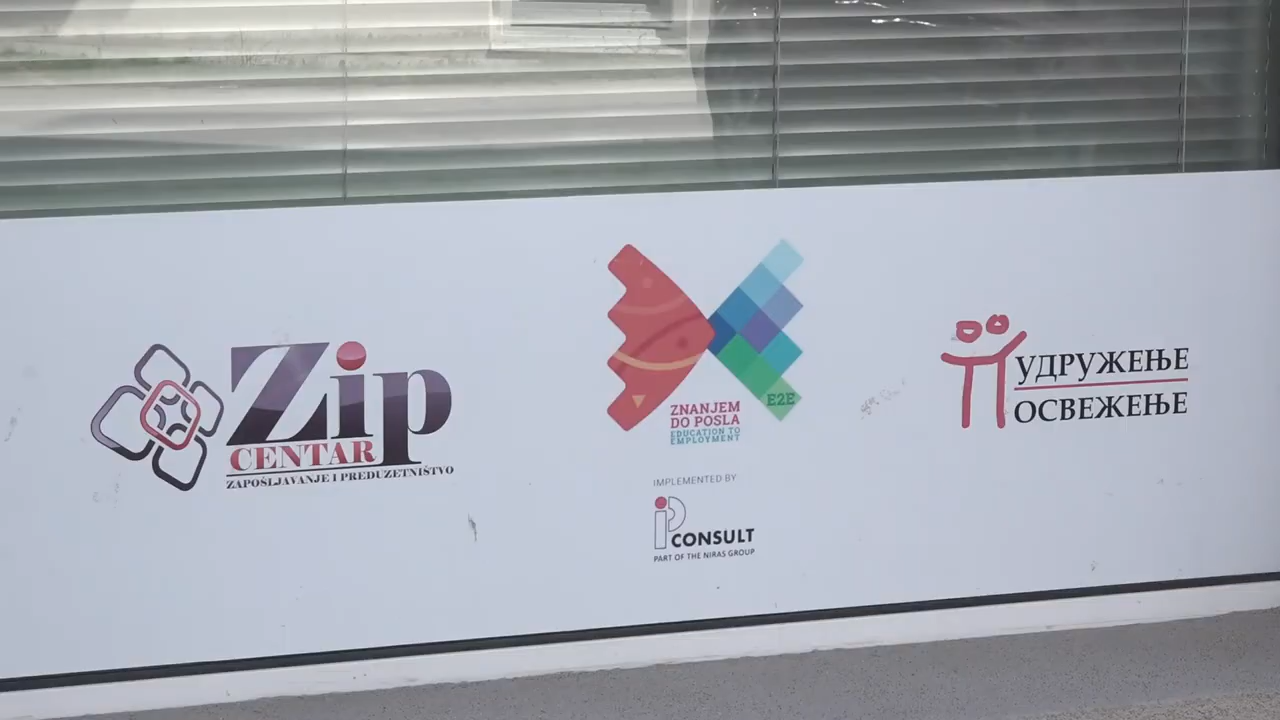 Zip
CENTAR
ZAPOŠLJAVANJE I PREDUZETNIŠTVO
ZNANJEM
DO POSLA
EDUCATION TO
EMPLOYMENT
E2E
IMPLEMENTED BY
IP CONSULT
PART OF THE NIRAS GROUP
УДРУЖЕЊЕ
ОСВЕЖЕЊЕ